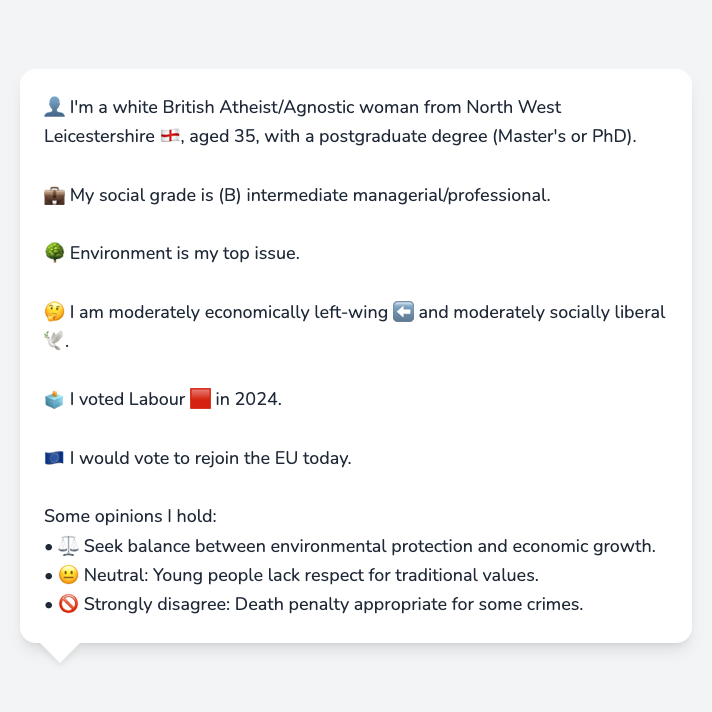 👤 I'm a white British Atheist/Agnostic woman from North West
Leicestershire 🏴󠁧󠁢󠁥󠁮󠁧󠁿, aged 35, with a postgraduate degree (Master's or PhD).
💼 My social grade is (B) intermediate managerial/professional.
🌳 Environment is my top issue.
🤔 I am moderately economically left-wing ⬅️ and moderately socially liberal
🕊️.
🗳️ I voted Labour 🟥 in 2024.
🇪🇺 I would vote to rejoin the EU today.
Some opinions I hold:
• ⚖️ Seek balance between environmental protection and economic growth.
• 😐 Neutral: Young people lack respect for traditional values.
• 🚫 Strongly disagree: Death penalty appropriate for some crimes.